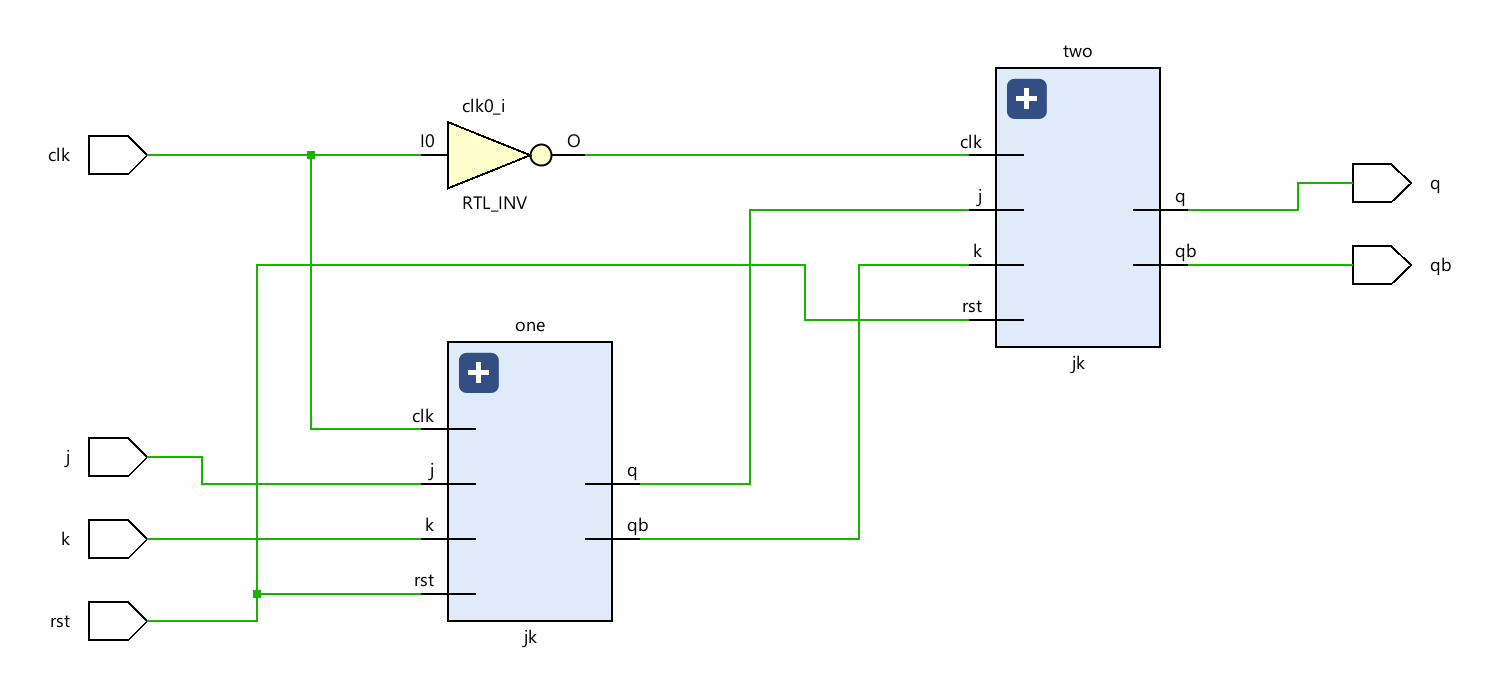 two
clk0_i
clk
I0
O
RTL_INV
clk
j
k
rst
q
qb
jk
q
qb
one
clk
j
k
rst
q
qb
jk
j
k
rst